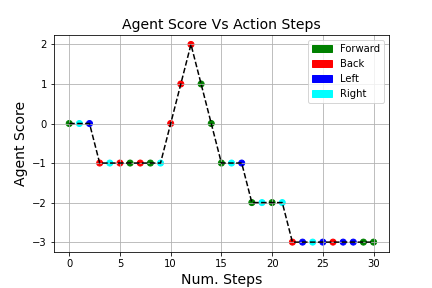 Agent Score Vs Action Steps
Forward
Back
Left
Right
2
1
0
−1
−2
−3
Agent Score
0 5 10 15 20 25 30
Num. Steps